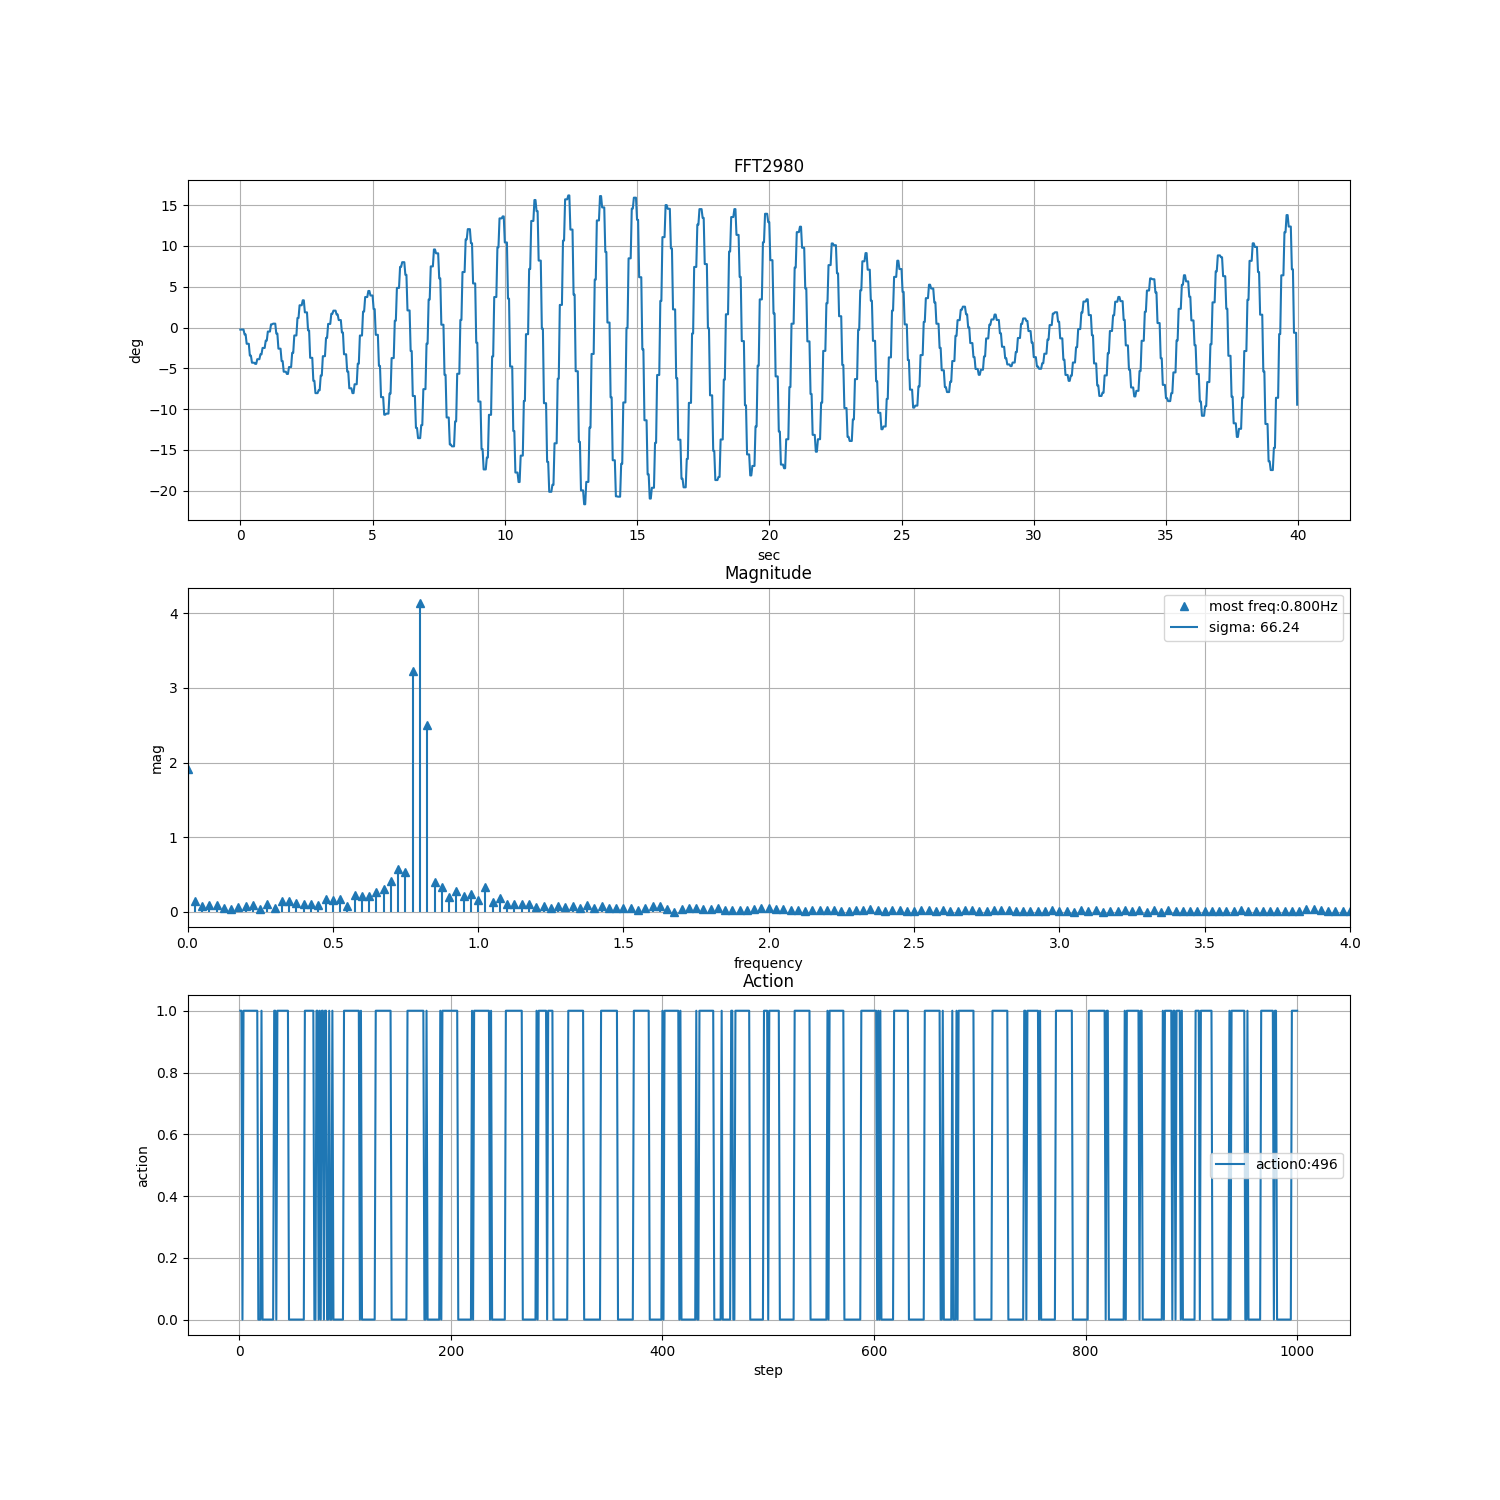 FFT2980
15
10
5
0
−5
−10
−15
−20
deg
0 5 10 15 20 25 30 35 40
sec
Magnitude
4
3
2
1
0
mag
most freq:0.800Hz
sigma: 66.24
0.0 0.5 1.0 1.5 2.0 2.5 3.0 3.5 4.0
frequency
Action
1.0
0.8
0.6
0.4
0.2
0.0
action
action0:496
0 200 400 600 800 1000
step